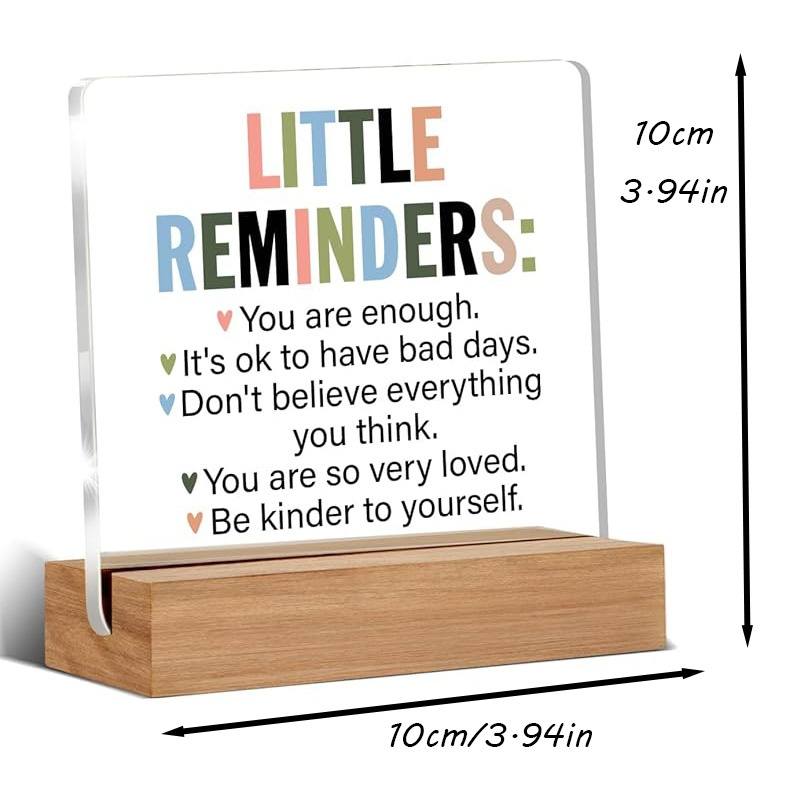 LITTLE
REMINDERS:
You are enough.
It's ok to have bad days.
Don't believe everything
you think.
You are so very loved.
Be kinder to yourself.
10cm
3.94in
10cm/3.94in